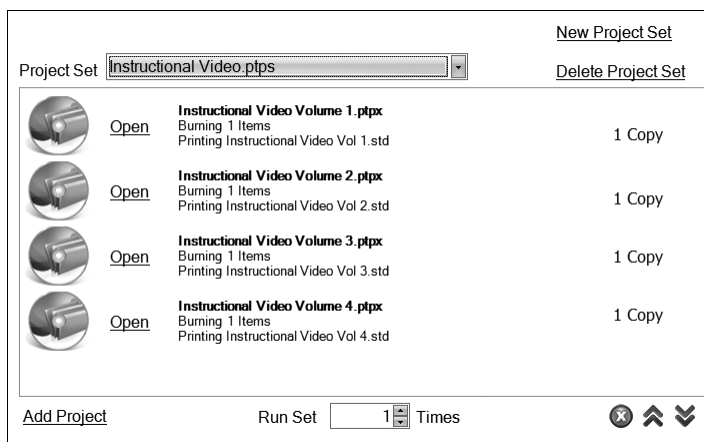 New Project Set
Project Set Instructional Video.ptps
Delete Project Set
Open
Instructional Video Volume 1.ptpx
Burning 1 Items
Printing Instructional Video Vol 1.std
1 Copy
Open
Instructional Video Volume 2.ptpx
Burning 1 Items
Printing Instructional Video Vol 2.std
1 Copy
Open
Instructional Video Volume 3.ptpx
Burning 1 Items
Printing Instructional Video Vol 3.std
1 Copy
Open
Instructional Video Volume 4.ptpx
Burning 1 Items
Printing Instructional Video Vol 4.std
1 Copy
Add Project
Run Set 1 Times